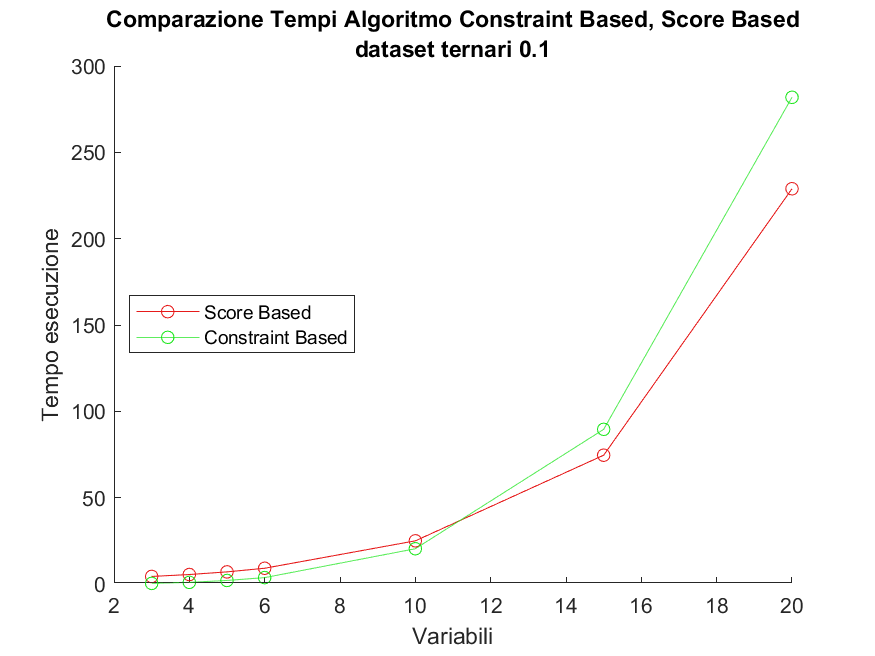 Comparazione Tempi Algoritmo Constraint Based, Score Based
dataset ternari 0.1
300
250
200
150
100
50
0
Tempo esecuzione
Score Based
Constraint Based
2 4 6 8 10 12 14 16 18 20
Variabili